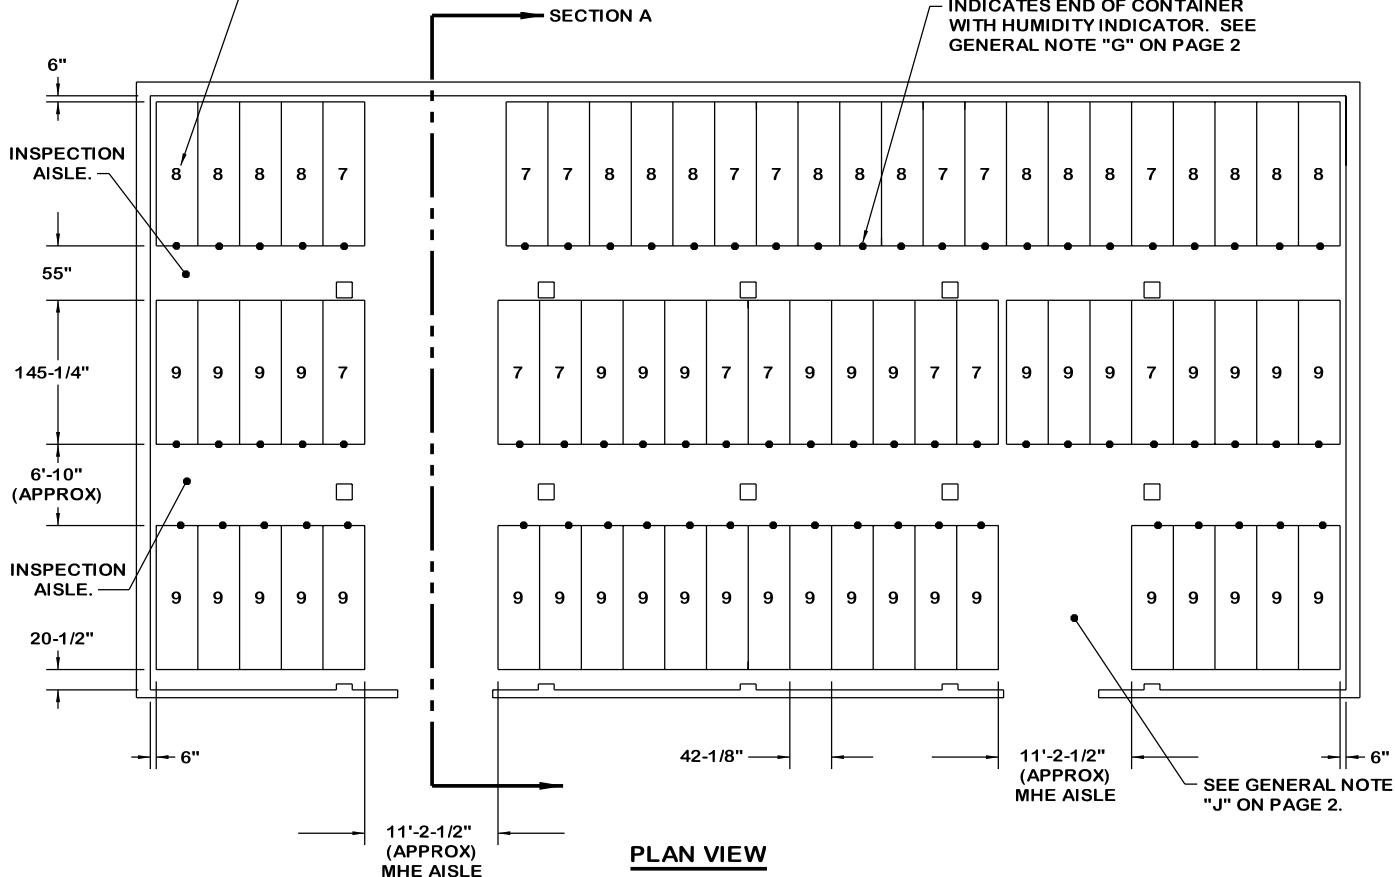 SECTION A
INDICATES END OF CONTAINER
WITH HUMIDITY INDICATOR. SEE
GENERAL NOTE "G" ON PAGE 2
6"
INSPECTION
AISLE.
8 8 8 8 7 7 7 8 8 8 7 7 8 8 8 7 7 8 8 8 7 8 8 8 8
55"
145-1/4"
9 9 9 9 7 7 7 9 9 9 7 7 9 9 9 7 7 9 9 9 7 9 9 9 9
6'-10"
(APPROX)
INSPECTION
AISLE.
9 9 9 9 9 9 9 9 9 9 9 9 9 9 9 9 9 9 9 9 9 9
20-1/2"
6"
42-1/8"
11'-2-1/2"
(APPROX)
MHE AISLE
6"
SEE GENERAL NOTE
"J" ON PAGE 2.
11'-2-1/2"
(APPROX)
MHE AISLE
PLAN VIEW